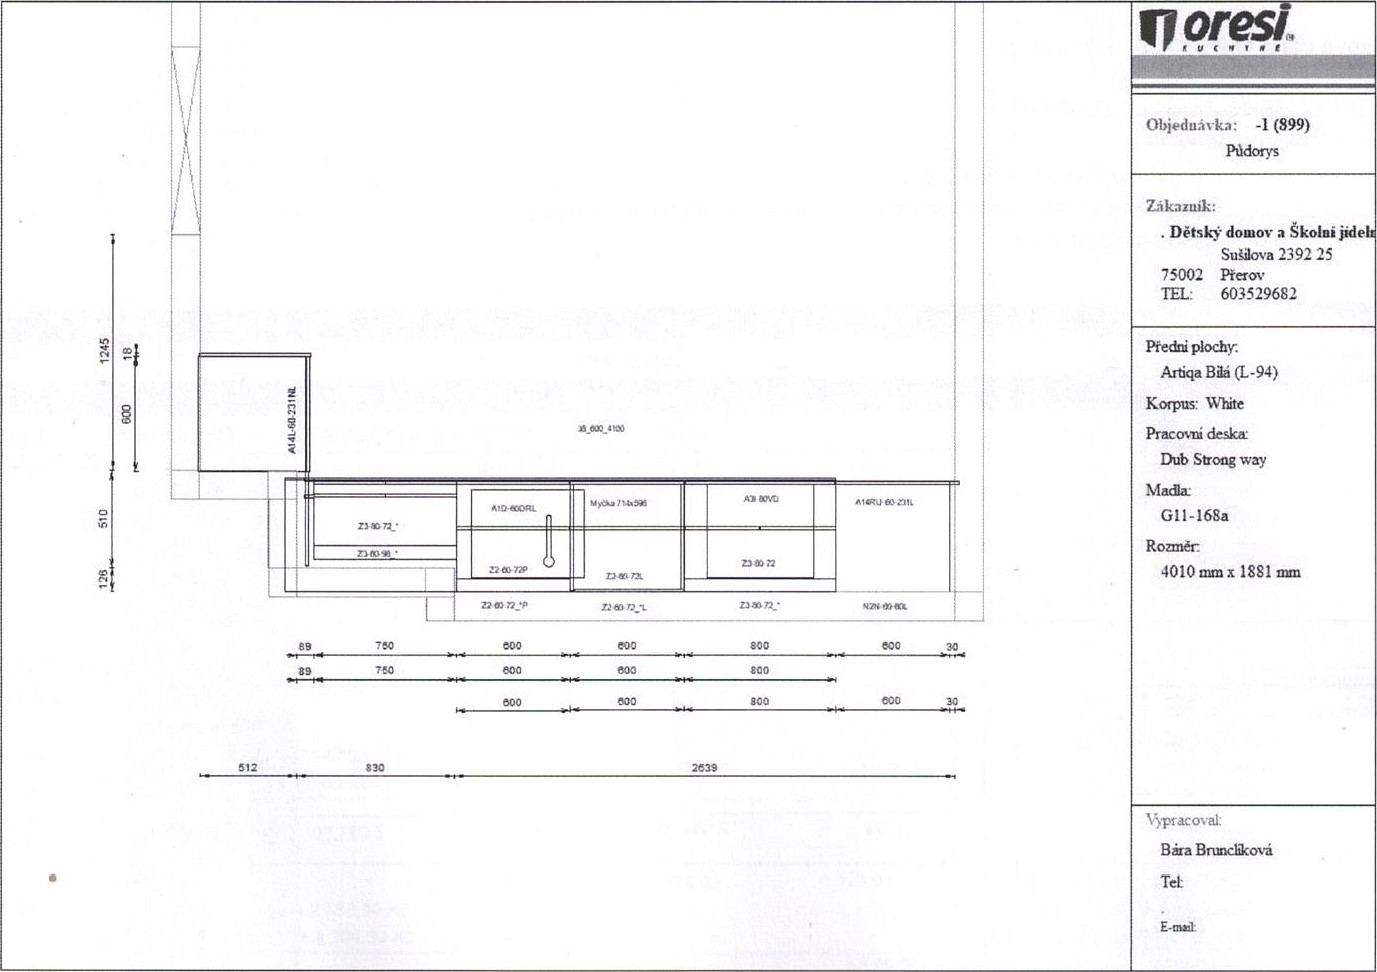 oresi
KUCHYNĚ
Objednávka: -1 (899)
Půdorys
Zákazník:
. Dětský domov a Školní jídeln
Sušilova 2392 25
75002 Přerov
TEL: 603529682
Přední plochy:
Artiqa Bílá (L-94)
Korpus: White
Pracovní deska:
Dub Strong way
Madla:
G11-168a
Rozměr:
4010 mm x 1881 mm
Vypracoval:
Bára Brunclíková
Tel:
E-mail:
1245
18
600
A14L-60-231NL
38_600_4100
510
126
Z3-80-72_*
Z3-80-98_*
A1D-60DRL
Z2-60-72P
Myčka 714x596
Z2-60-72L
A3I-80VD
Z3-80-72
A14RU-60-231L
Z2-60-72_*P
Z2-60-72_*L
Z3-80-72_*
N2N-60-60L
89 750 600 600 800 600 30
89 750 600 600 800
600 600 800 600 30
512 830 2639